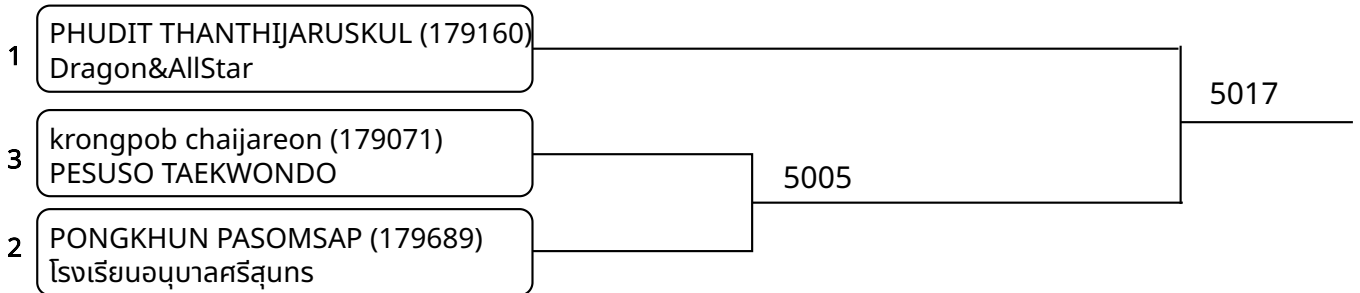 1
PHUDIT THANTHIJARUSKUL (179160)
Dragon&AllStar
5017
3
krongpob chaijareon (179071)
PESUSO TAEKWONDO
5005
2
PONGKHUN PASOMSAP (179689)
โรงเรียนอนุบาลศรีสุนทร